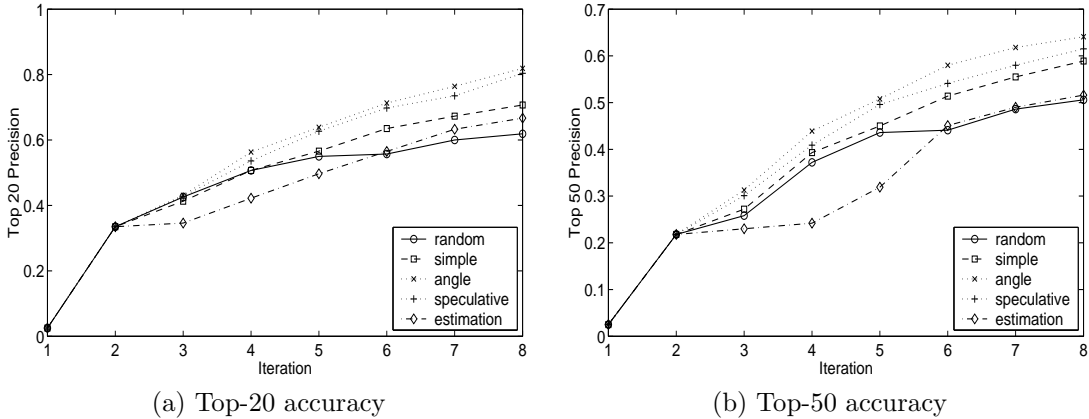 1
0.8
0.6
0.4
0.2
0
Top 20 Precision
1 2 3 4 5 6 7 8
Iteration
random
simple
angle
speculative
estimation
(a) Top-20 accuracy
0.7
0.6
0.5
0.4
0.3
0.2
0.1
0
Top 50 Precision
1 2 3 4 5 6 7 8
Iteration
random
simple
angle
speculative
estimation
(b) Top-50 accuracy